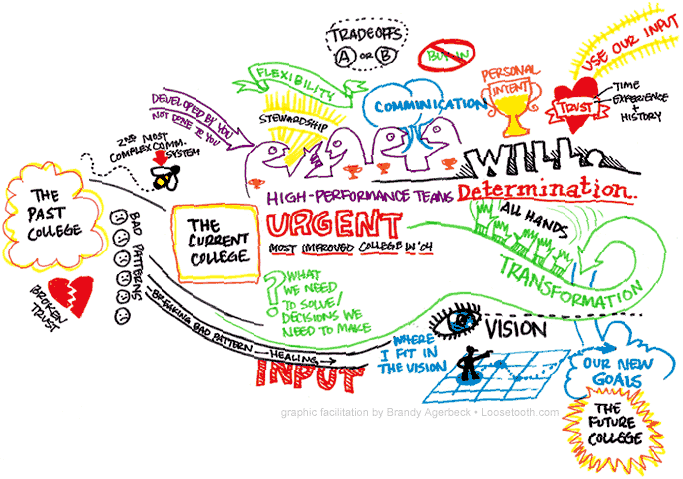 TRADEOFFS
A OR B
BUY IN
USE OUR INPUT
FLEXIBILITY
PERSONAL
INTENT
TRUST
TIME
EXPERIENCE
+
HISTORY
DEVELOPED BY YOU
NOT DONE TO YOU
STEWARDSHIP
COMMUNICATION
2ND MOST
COMPLEX COMM.
SYSTEM
WILL
HIGH-PERFORMANCE TEAMS
Determination.
THE
PAST
COLLEGE
THE
CURRENT
COLLEGE
URGENT
MOST IMPROVED COLLEGE IN '04
ALL HANDS
TRANSFORMATION
BAD PATTERNS
BROKEN
TRUST
?
WHAT
WE NEED
TO SOLVE/
DECISIONS WE
NEED TO MAKE
BREAKING BAD PATTERN — HEALING →
INPUT
VISION
WHERE
I FIT IN
THE VISION
OUR NEW
GOALS
THE
FUTURE
COLLEGE
graphic facilitation by Brandy Agerbeck • Loosetooth.com